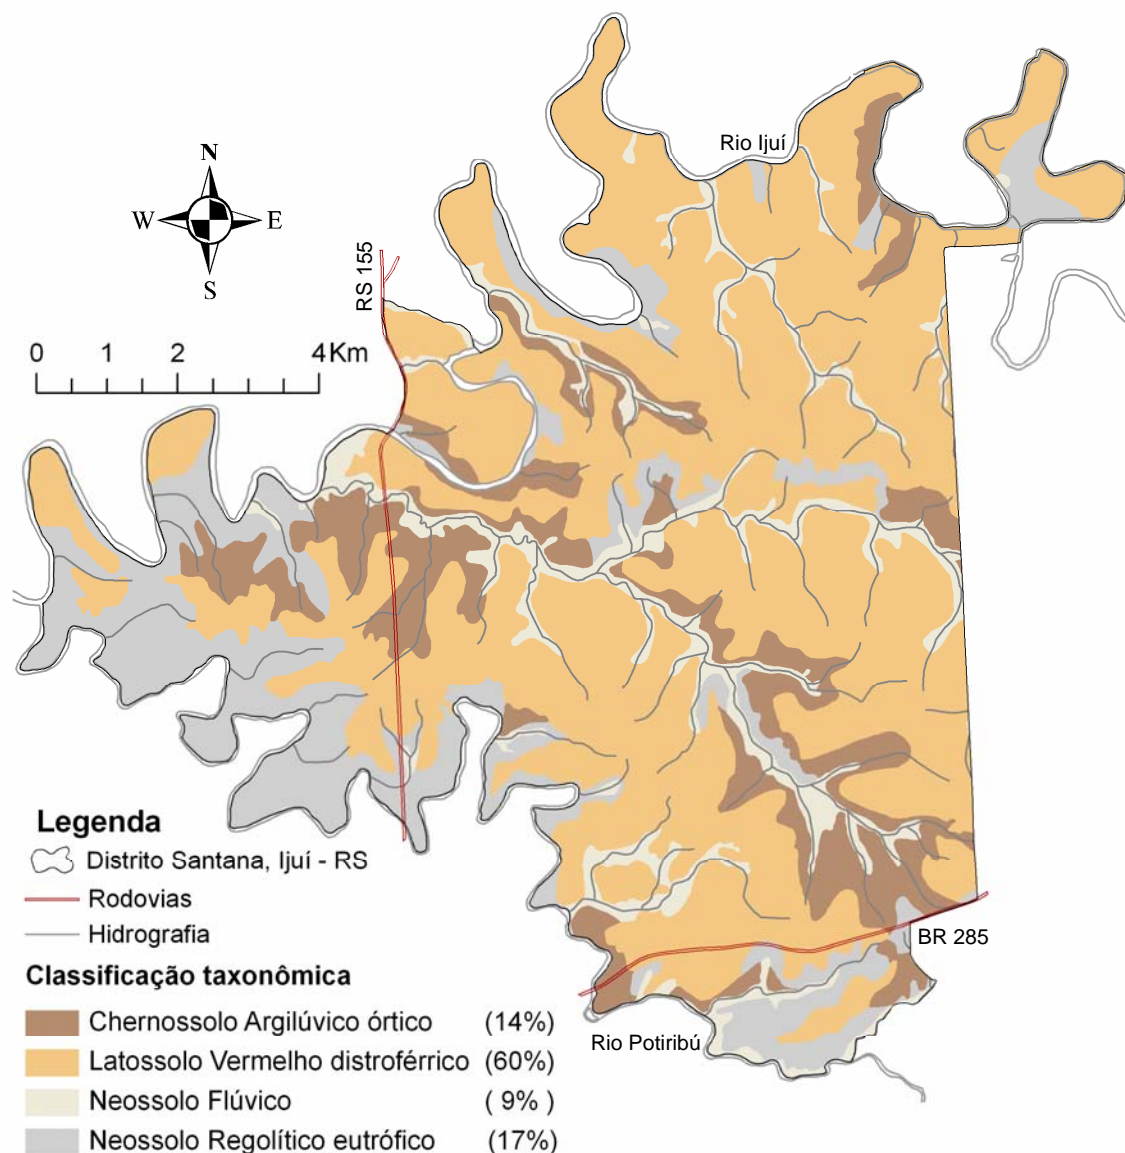 Rio Ijuí
N
W E
S
RS 155
0 1 2 4Km
Legenda
Distrito Santana, Ijuí - RS
Rodovias
Hidrografia
BR 285
Classificação taxonômica
Chernossolo Argilúvico órtico (14%)
Rio Potiribú
Latossolo Vermelho distroférrico (60%)
Neossolo Flúvico ( 9% )
Neossolo Regolítico eutrófico (17%)